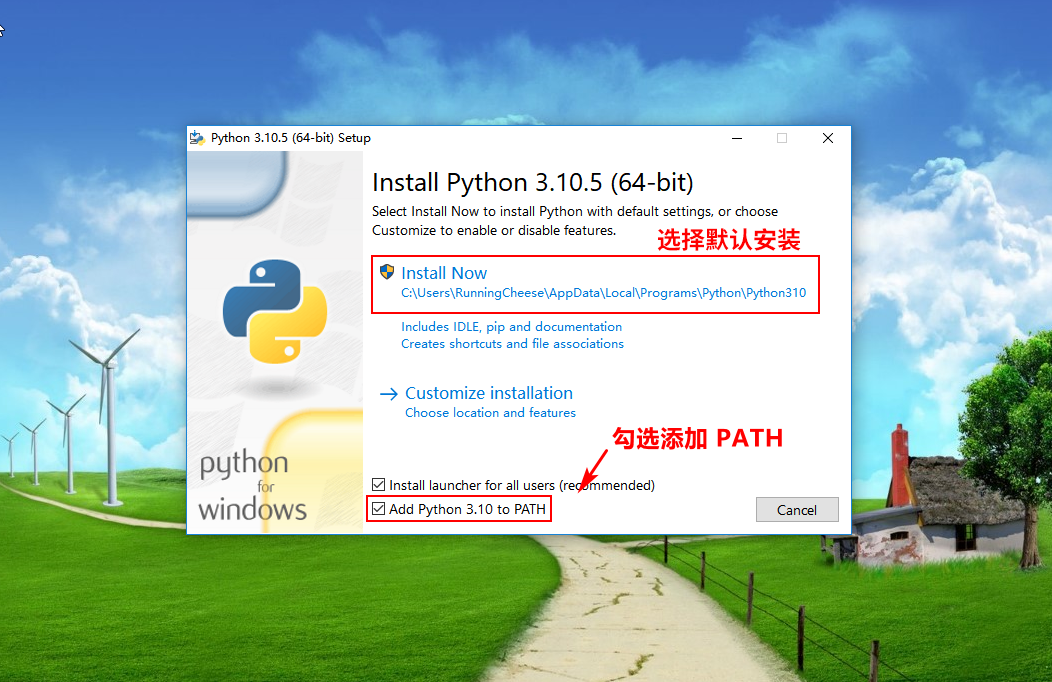 Python 3.10.5 (64-bit) Setup
Install Python 3.10.5 (64-bit)
Select Install Now to install Python with default settings, or choose
Customize to enable or disable features.
选择默认安装
Install Now
C:\Users\RunningCheese\AppData\Local\Programs\Python\Python310
Includes IDLE, pip and documentation
Creates shortcuts and file associations
Customize installation
Choose location and features
勾选添加 PATH
Install launcher for all users (recommended)
Add Python 3.10 to PATH
Cancel
python
for
windows